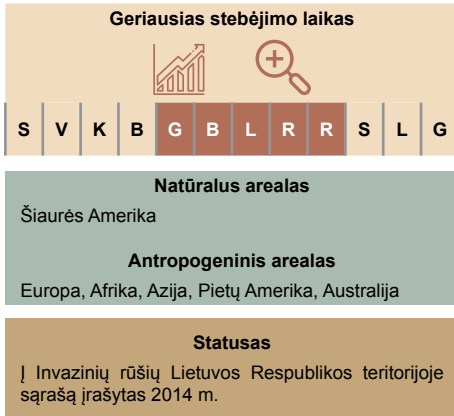 Geriausias stebėjimo laikas
S V K B G B L R R S L G
Natūralus arealas
Šiaurės Amerika
Antropogeninis arealas
Europa, Afrika, Azija, Pietų Amerika, Australija
Statusas
Į Invazinių rūšių Lietuvos Respublikos teritorijoje
sąrašą įrašytas 2014 m.